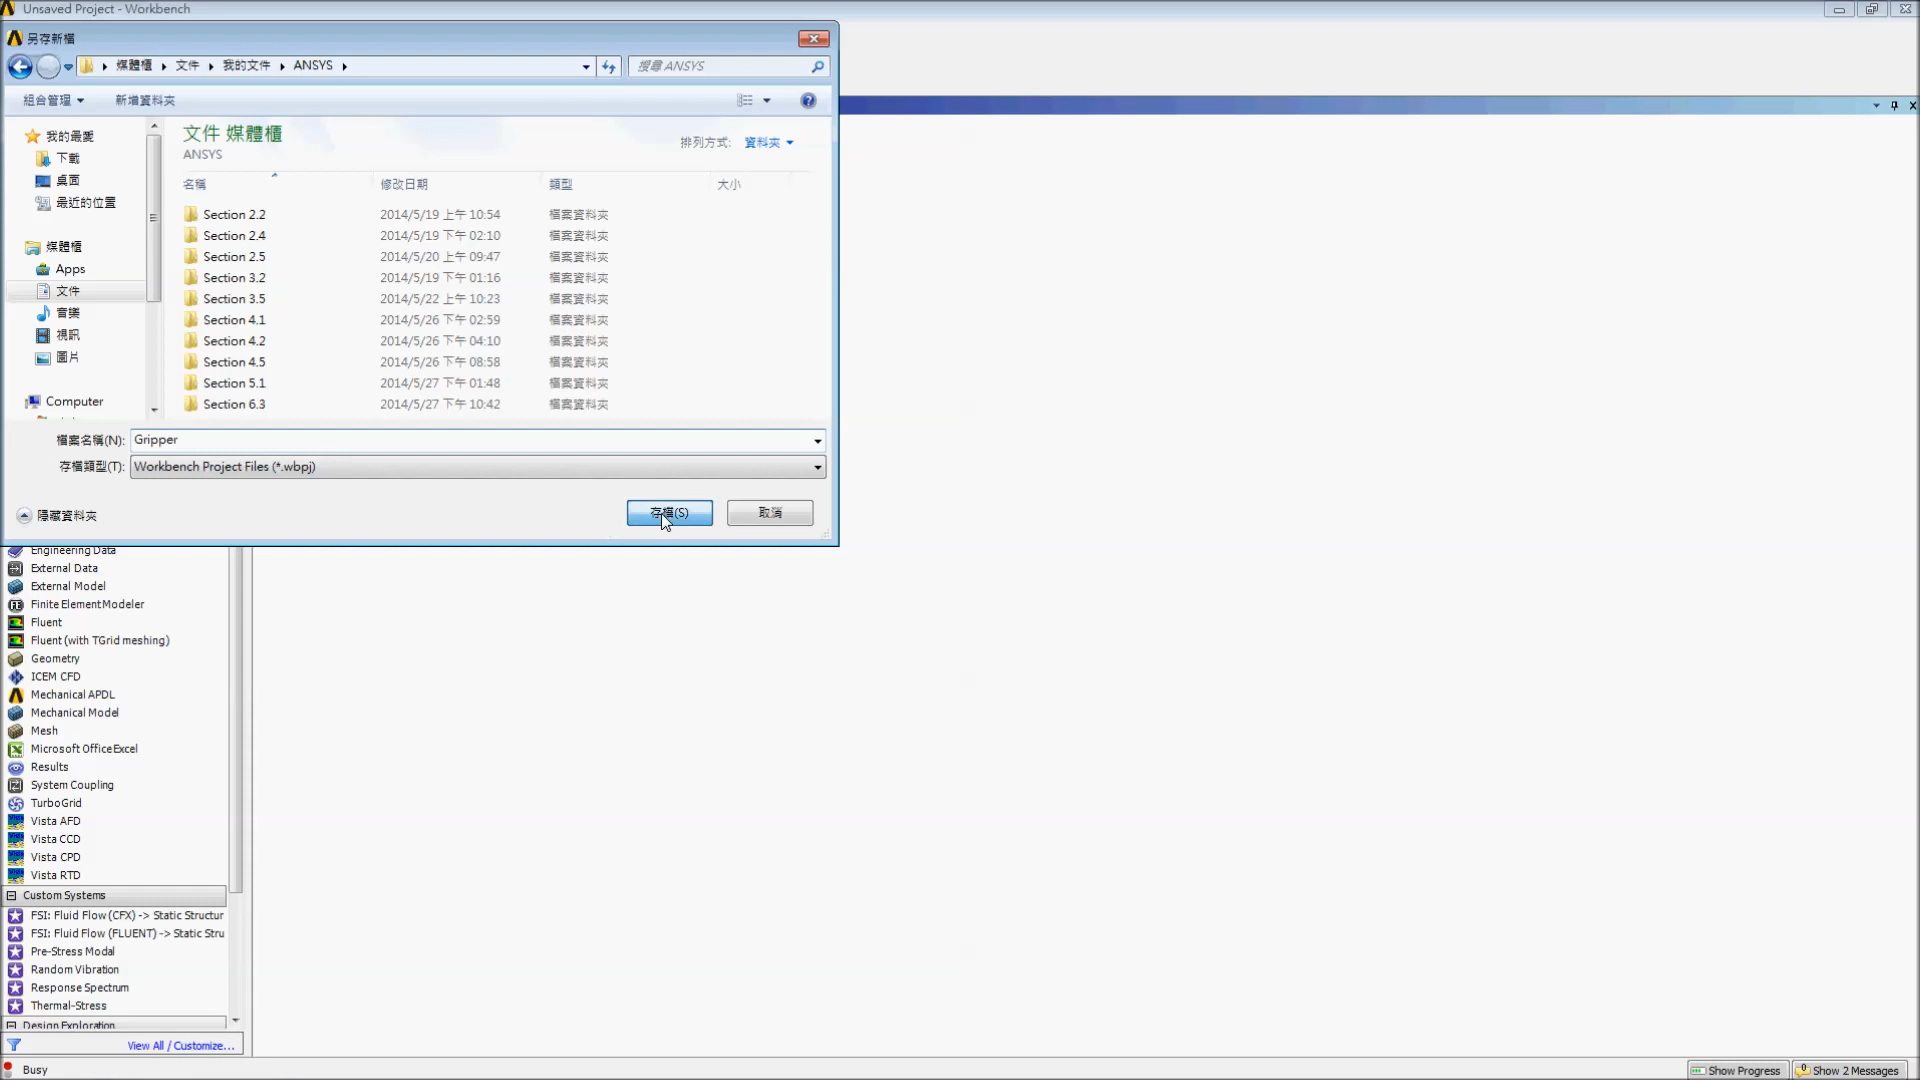 Unsaved Project - Workbench
另存新檔
媒體櫃 文件 我的文件 ANSYS
搜尋 ANSYS
組合管理 新增資料夾
我的最愛
下載
桌面
最近的位置
媒體櫃
Apps
文件
音樂
視訊
圖片
Computer
文件 媒體櫃
ANSYS
排列方式: 資料夾
名稱 修改日期 類型 大小
Section 2.2 2014/5/19 上午 10:54 檔案資料夾
Section 2.4 2014/5/19 下午 02:10 檔案資料夾
Section 2.5 2014/5/20 上午 09:47 檔案資料夾
Section 3.2 2014/5/19 下午 01:16 檔案資料夾
Section 3.5 2014/5/22 上午 10:23 檔案資料夾
Section 4.1 2014/5/26 下午 02:59 檔案資料夾
Section 4.2 2014/5/26 下午 04:10 檔案資料夾
Section 4.5 2014/5/26 下午 08:58 檔案資料夾
Section 5.1 2014/5/27 下午 01:48 檔案資料夾
Section 6.3 2014/5/27 下午 10:42 檔案資料夾
檔案名稱(N): Gripper
存檔類型(T): Workbench Project Files (*.wbpj)
隱藏資料夾
存檔(S) 取消
Engineering Data
External Data
External Model
Finite Element Modeler
Fluent
Fluent (with TGrid meshing)
Geometry
ICEM CFD
Mechanical APDL
Mechanical Model
Mesh
Microsoft Office Excel
Results
System Coupling
TurboGrid
Vista AFD
Vista CCD
Vista CPD
Vista RTD
Custom Systems
FSI: Fluid Flow (CFX) -> Static Structur
FSI: Fluid Flow (FLUENT) -> Static Stru
Pre-Stress Modal
Random Vibration
Response Spectrum
Thermal-Stress
Design Exploration
View All / Customize...
Busy
Show Progress
Show 2 Messages